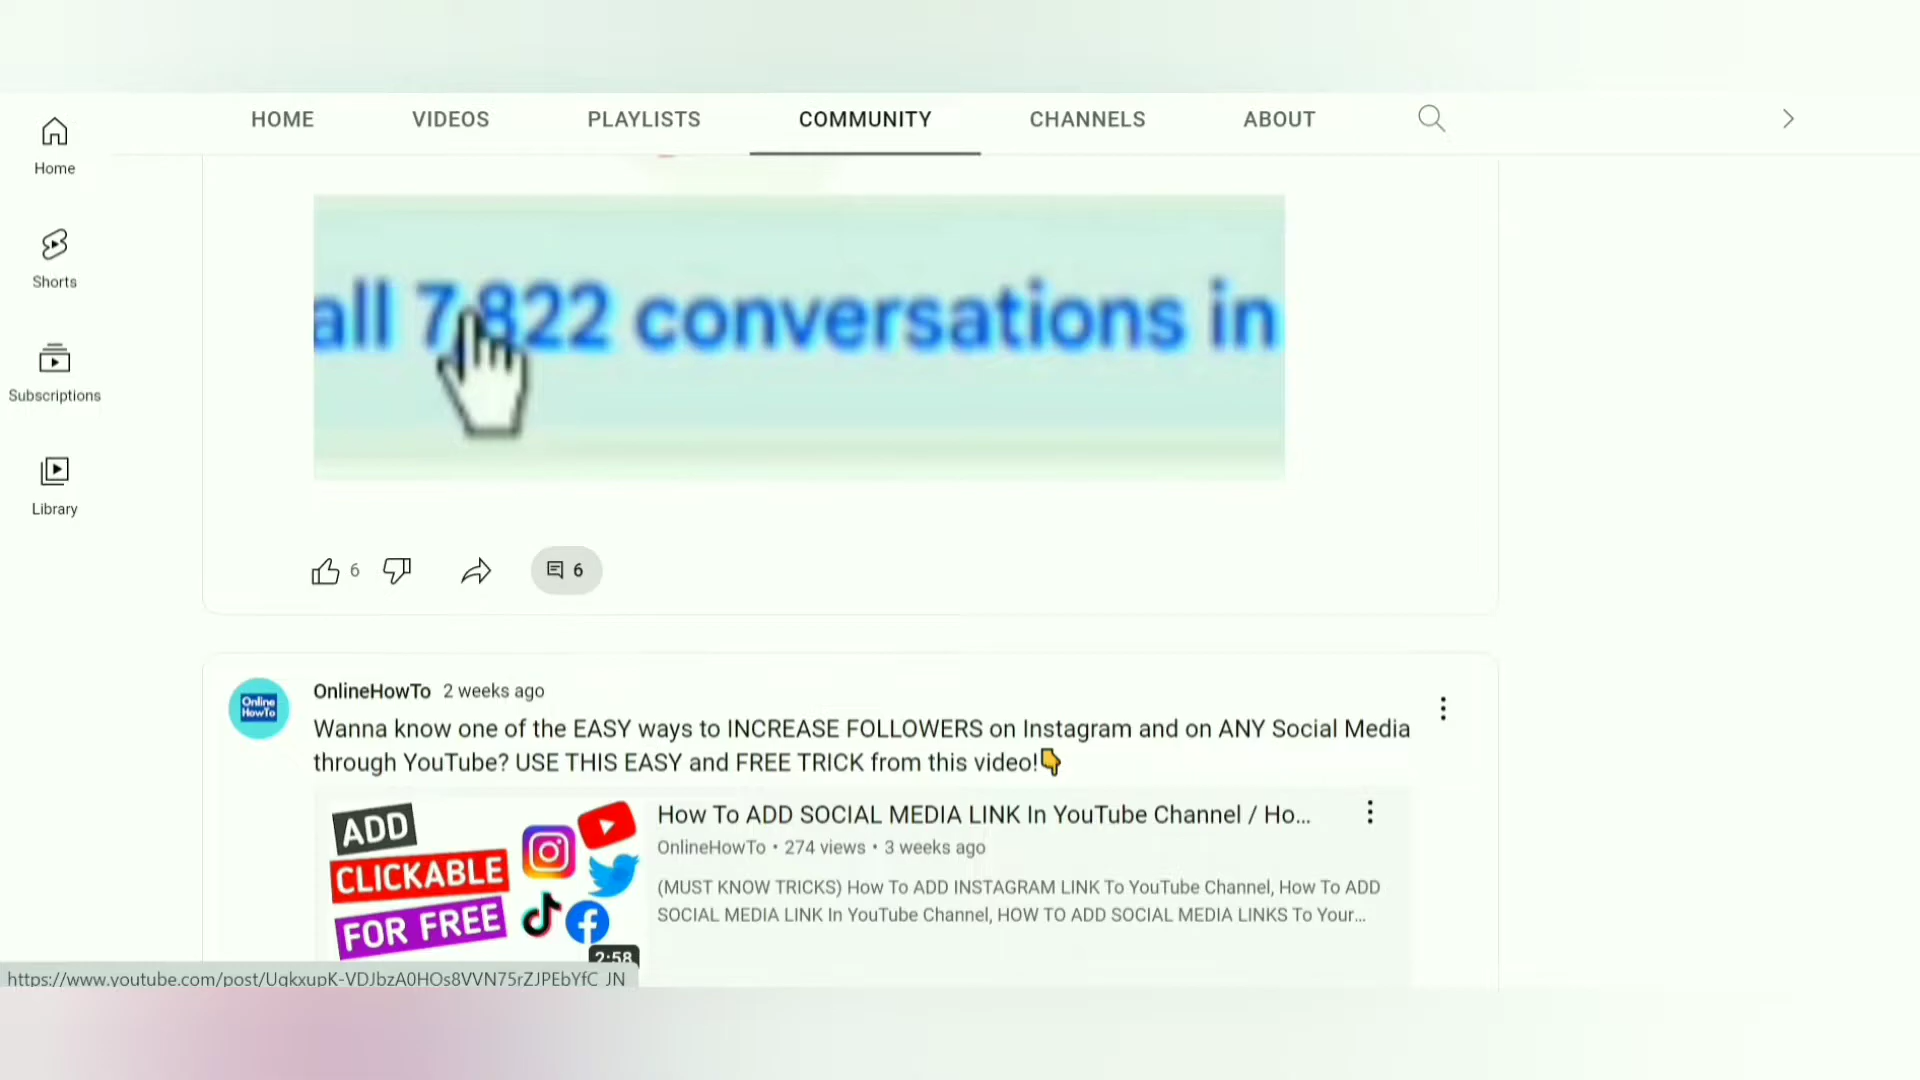 HOME VIDEOS PLAYLISTS COMMUNITY CHANNELS ABOUT
Home
Shorts
Subscriptions
Library
all 7,822 conversations in
6
6
OnlineHowTo 2 weeks ago
Wanna know one of the EASY ways to INCREASE FOLLOWERS on Instagram and on ANY Social Media
through YouTube? USE THIS EASY and FREE TRICK from this video!👇
Online
HowTo
ADD
CLICKABLE
FOR FREE
2:58
How To ADD SOCIAL MEDIA LINK In YouTube Channel / Ho...
OnlineHowTo • 274 views • 3 weeks ago
(MUST KNOW TRICKS) How To ADD INSTAGRAM LINK To YouTube Channel, How To ADD
SOCIAL MEDIA LINK In YouTube Channel, HOW TO ADD SOCIAL MEDIA LINKS To Your...
https://www.youtube.com/post/UgkxupK-VDJbzA0HOs8VVN75rZJPEbYfC_JN